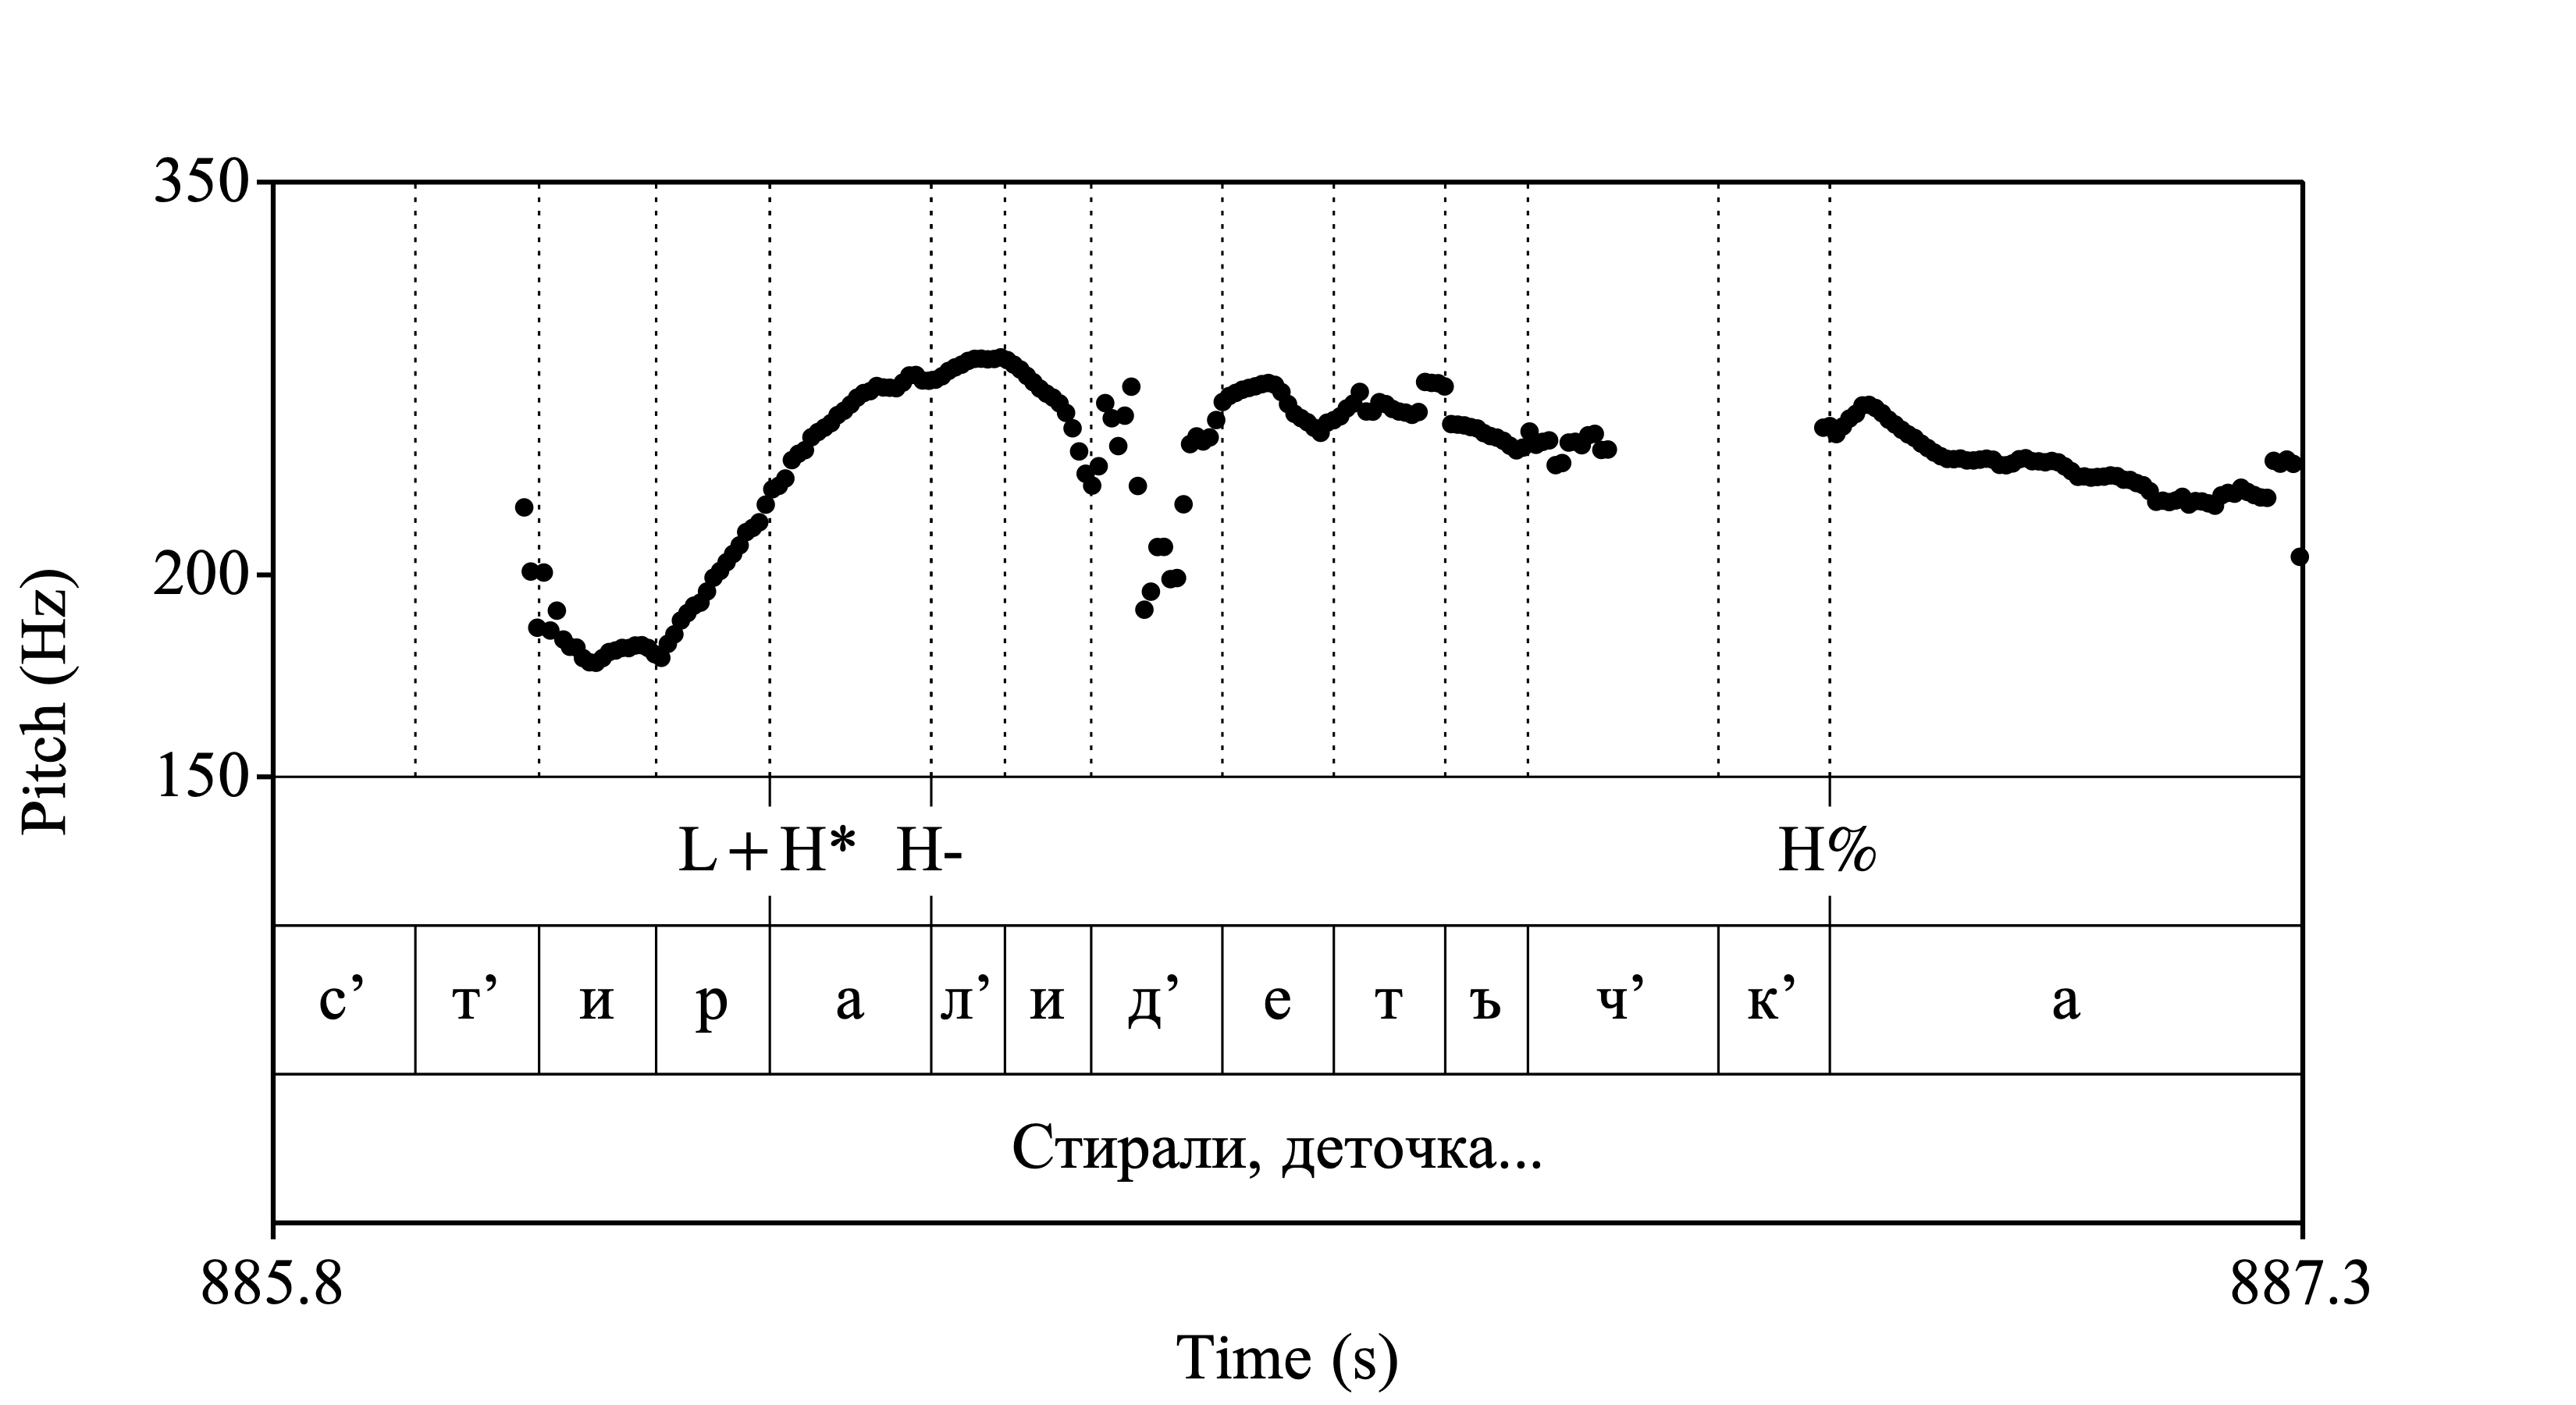 350
200
150
Pitch (Hz)
L+H* H- H%
с’ т’ и р а л’ и д’ е т ъ ч’ к’ а
Стирали, деточка...
885.8 887.3
Time (s)